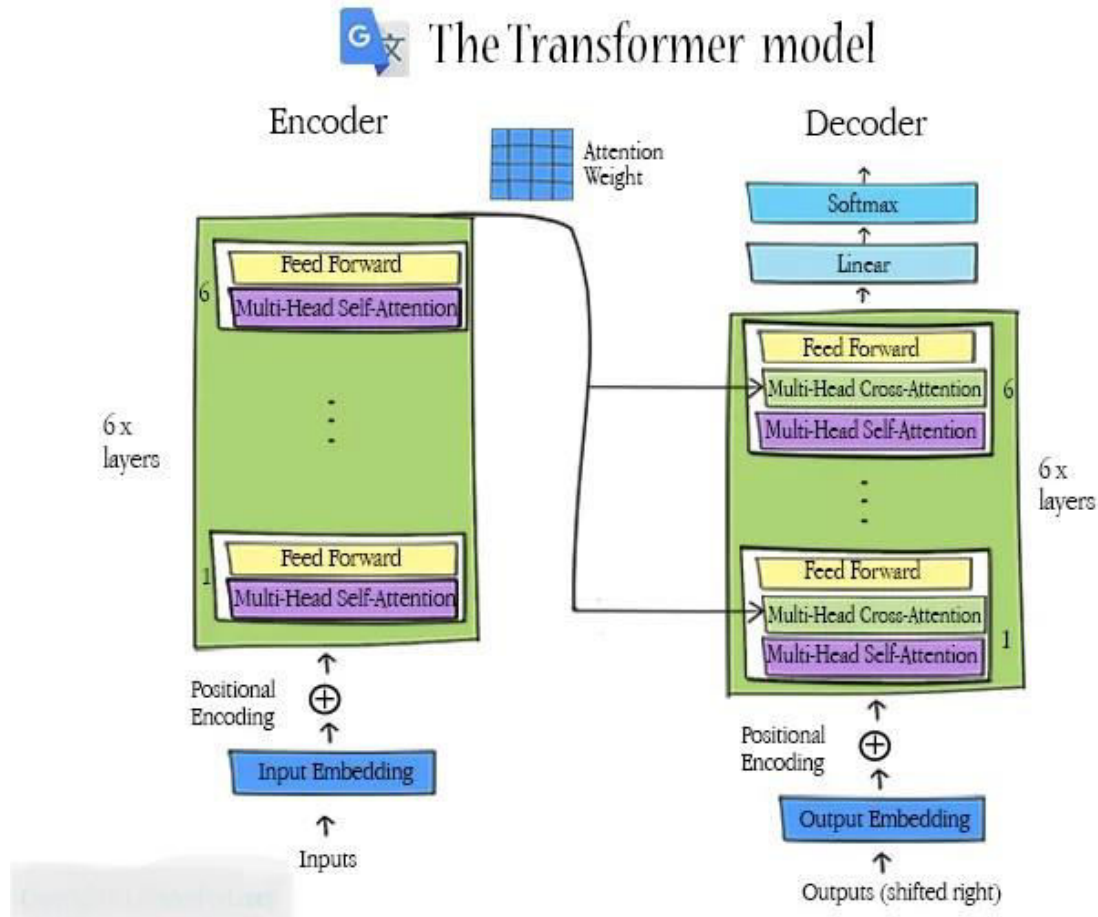 G 文 The Transformer model
Encoder
Attention
Weight
Feed Forward
Multi-Head Self-Attention
6
6 x
layers
Feed Forward
Multi-Head Self-Attention
1
Positional
Encoding
Input Embedding
Inputs
Decoder
Softmax
Linear
Feed Forward
Multi-Head Cross-Attention
Multi-Head Self-Attention
6
6 x
layers
Feed Forward
Multi-Head Cross-Attention
Multi-Head Self-Attention
1
Positional
Encoding
Output Embedding
Outputs (shifted right)